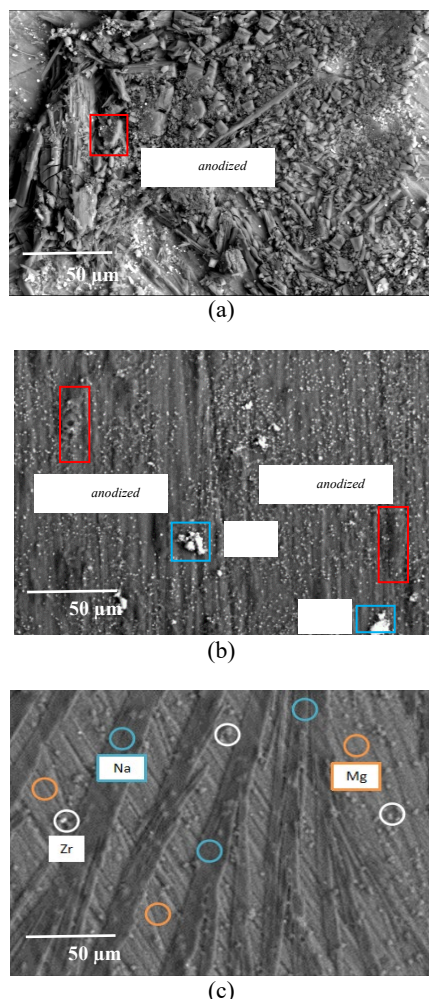 anodized
50 µm
(a)
anodized
anodized
50 µm
(b)
Na
Mg
Zr
50 µm
(c)